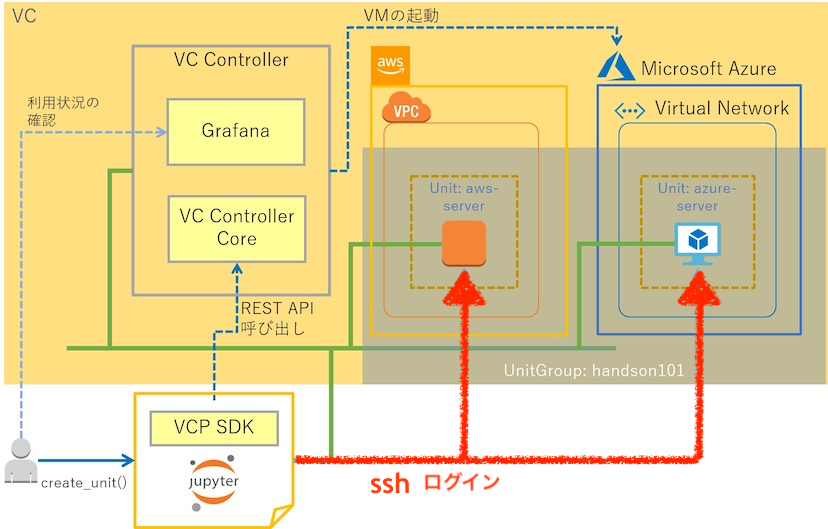 VC
VMの起動
VC Controller
aws
Microsoft Azure
利用状況の
確認
Grafana
VPC
Virtual Network
VC Controller
Core
Unit: aws-
server
Unit: azure-
server
REST API
呼び出し
UnitGroup: handson101
VCP SDK
jupyter
create_unit()
ssh ログイン